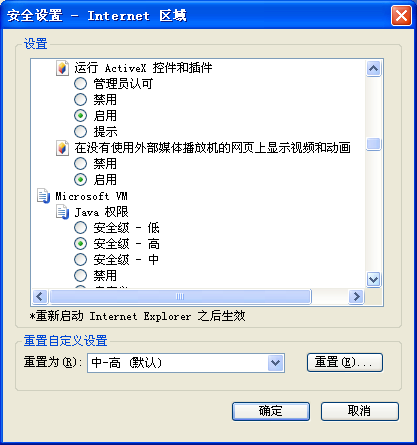 安全设置 - Internet 区域
设置
运行 ActiveX 控件和插件
管理员认可
禁用
启用
提示
在没有使用外部媒体播放机的网页上显示视频和动画
禁用
启用
Microsoft VM
Java 权限
安全级 - 低
安全级 - 高
安全级 - 中
禁用
*重新启动 Internet Explorer 之后生效
重置自定义设置
重置为(R): 中-高 (默认) 重置(E)...
确定 取消